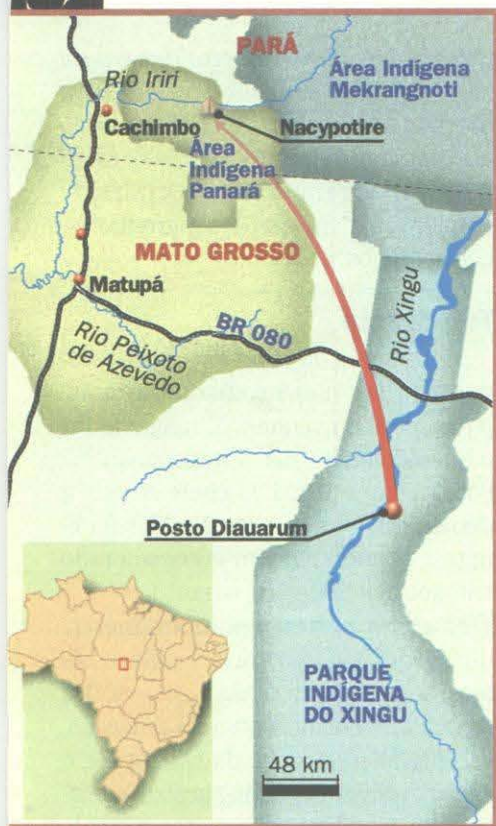 PARÁ
Rio Iriri
Área Indígena
Mekrangnoti
Cachimbo
Nacypotire
Área
Indígena
Panará
MATO GROSSO
Matupá
BR 080
Rio Xingu
Rio Peixoto
de Azevedo
Posto Diauarum
PARQUE
INDÍGENA
DO XINGU
48 km